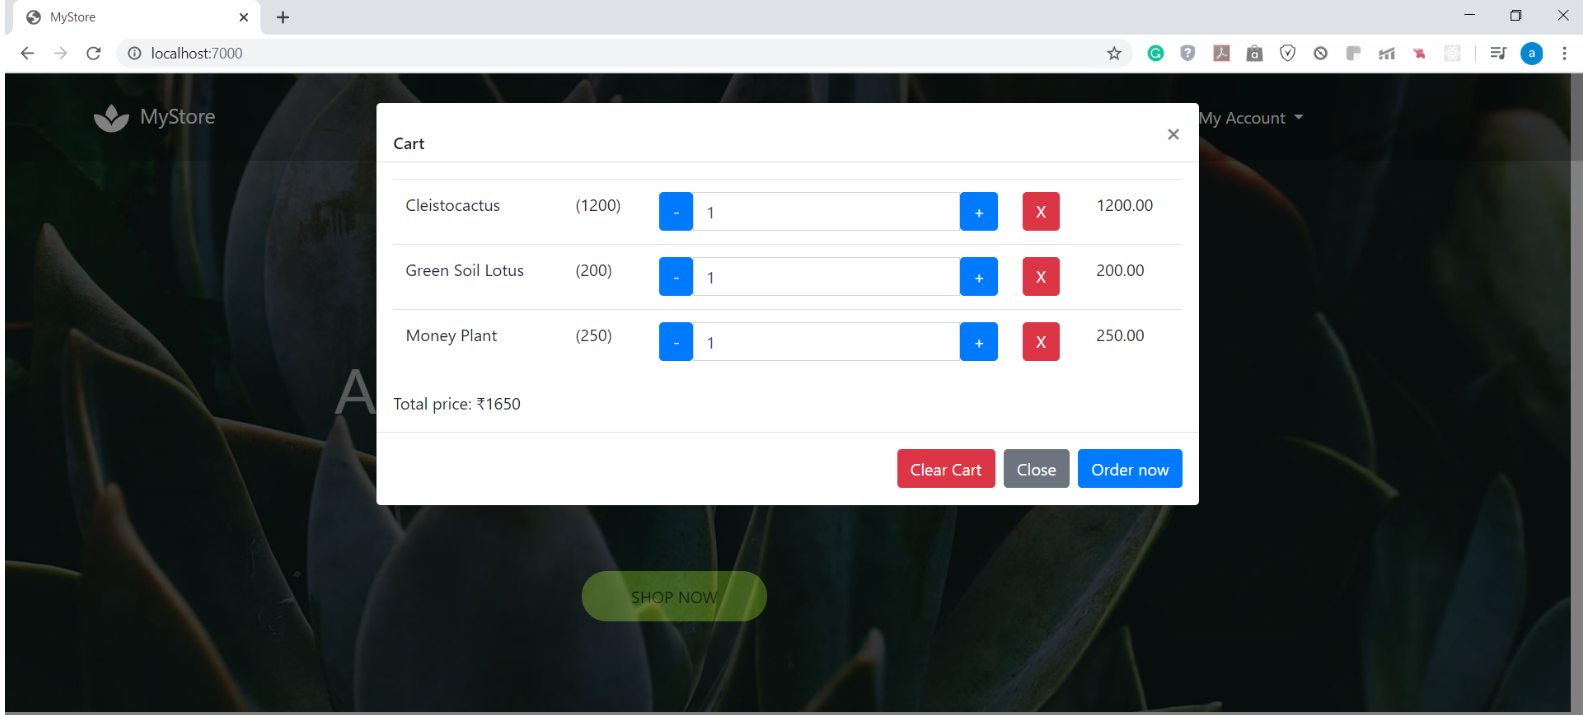 MyStore
localhost:7000
a
MyStore
My Account
Cart
×
Cleistocactus (1200) - 1 + X 1200.00
Green Soil Lotus (200) - 1 + X 200.00
Money Plant (250) - 1 + X 250.00
A
Total price: ₹1650
Clear Cart Close Order now
SHOP NOW